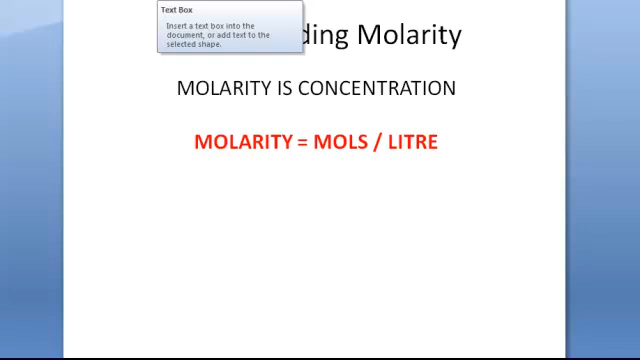 Text Box
Insert a text box into the
document, or add text to the
selected shape.
Molarity
MOLARITY IS CONCENTRATION
MOLARITY = MOLS / LITRE